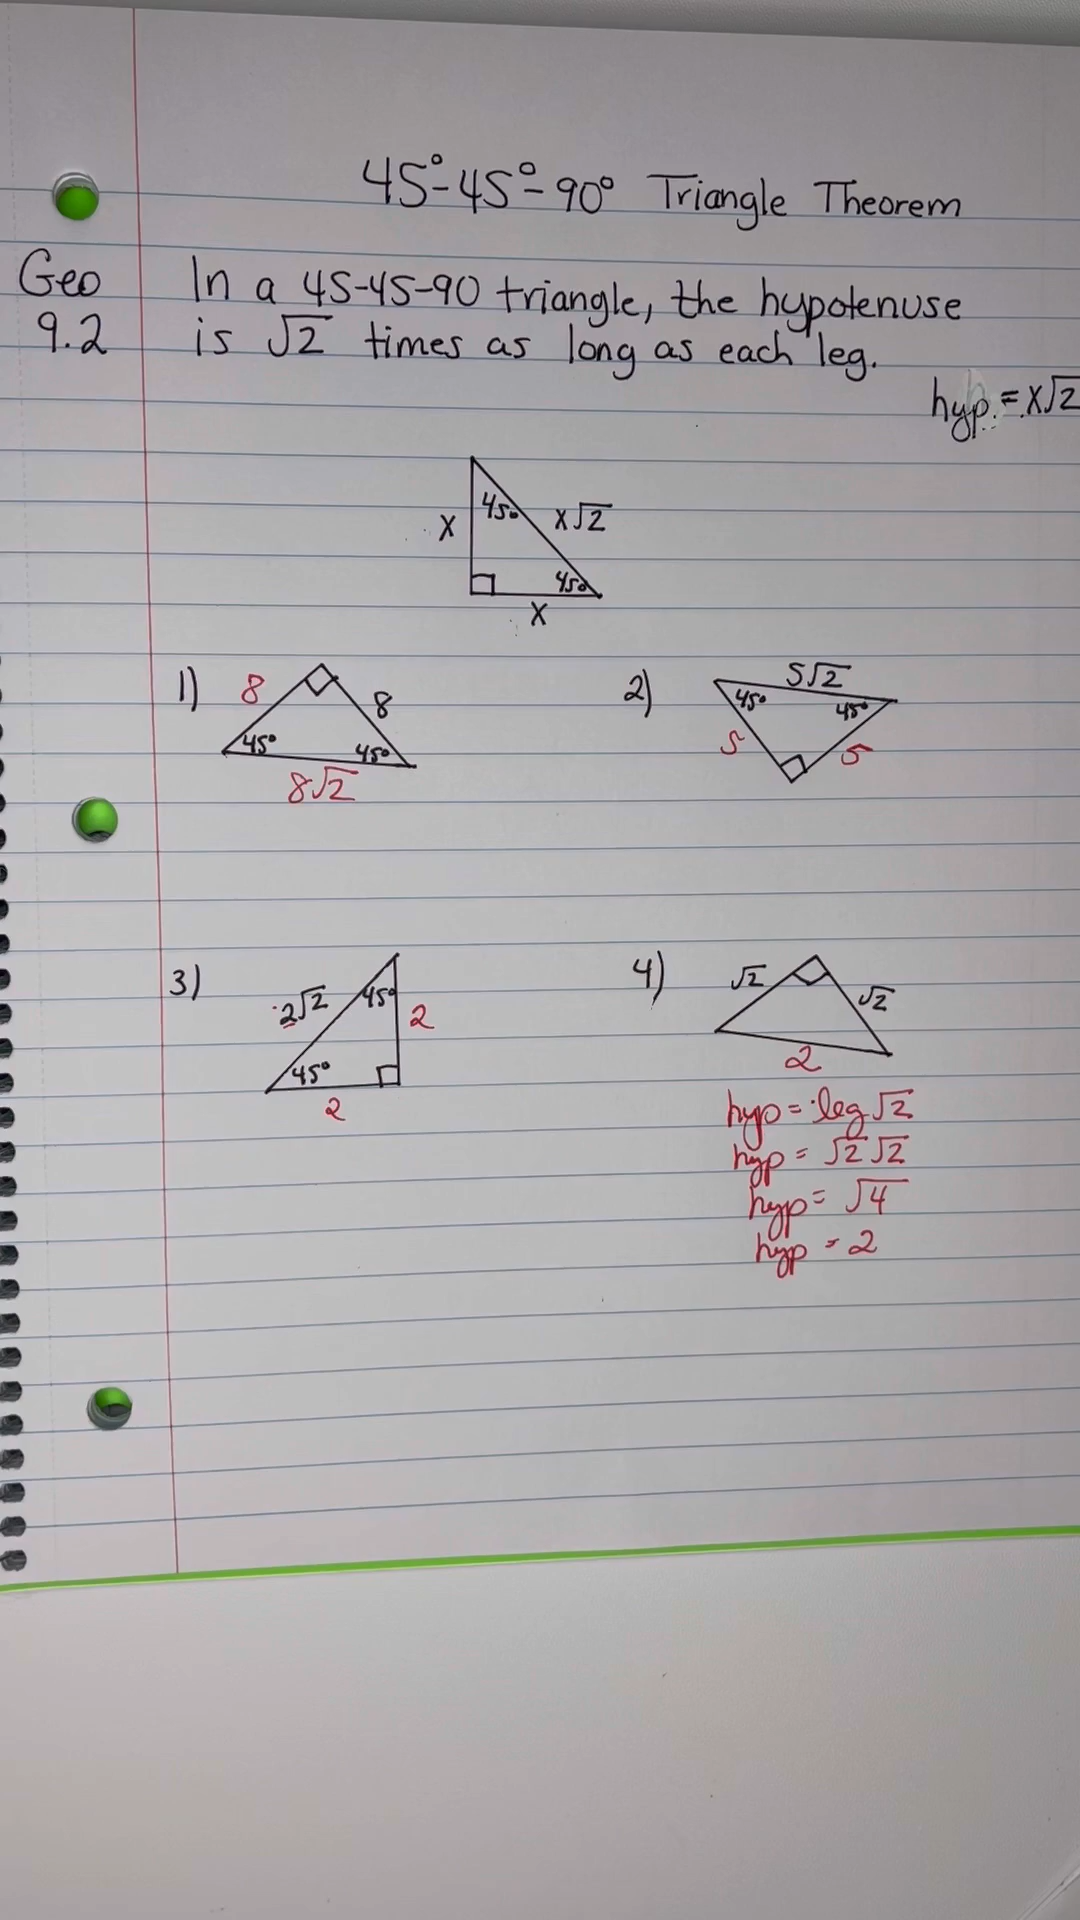 45°-45°-90° Triangle Theorem
Geo
9.2
In a 45-45-90 triangle, the hypotenuse
is √2 times as long as each leg.
hyp. = x√2
45°
x
x√2
45°
x
1)
8
8
45°
45°
8√2
2)
5√2
45°
45°
5
5
3)
2√2
45°
2
45°
2
4)
√2
√2
2
hyp = leg√2
hyp = √2√2
hyp = √4
hyp = 2